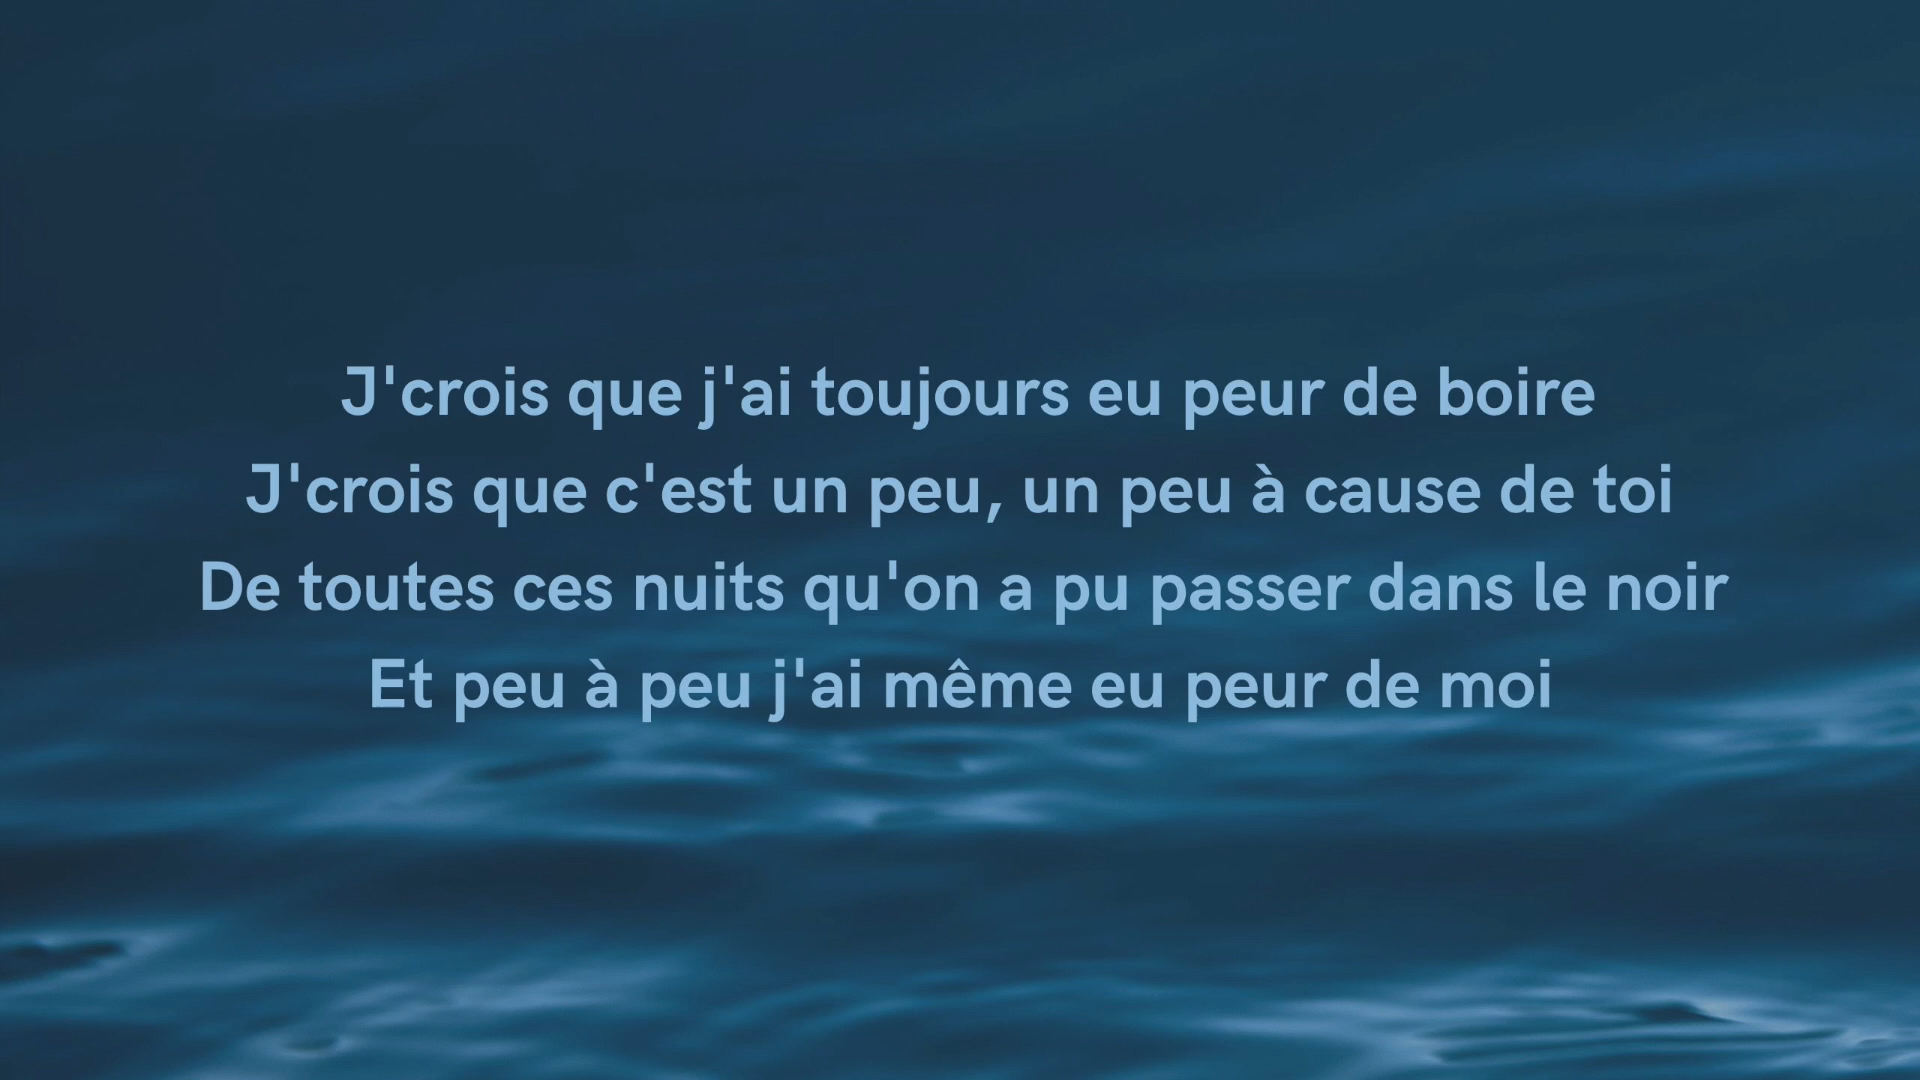 J'crois que j'ai toujours eu peur de boire
J'crois que c'est un peu, un peu à cause de toi
De toutes ces nuits qu'on a pu passer dans le noir
Et peu à peu j'ai même eu peur de moi